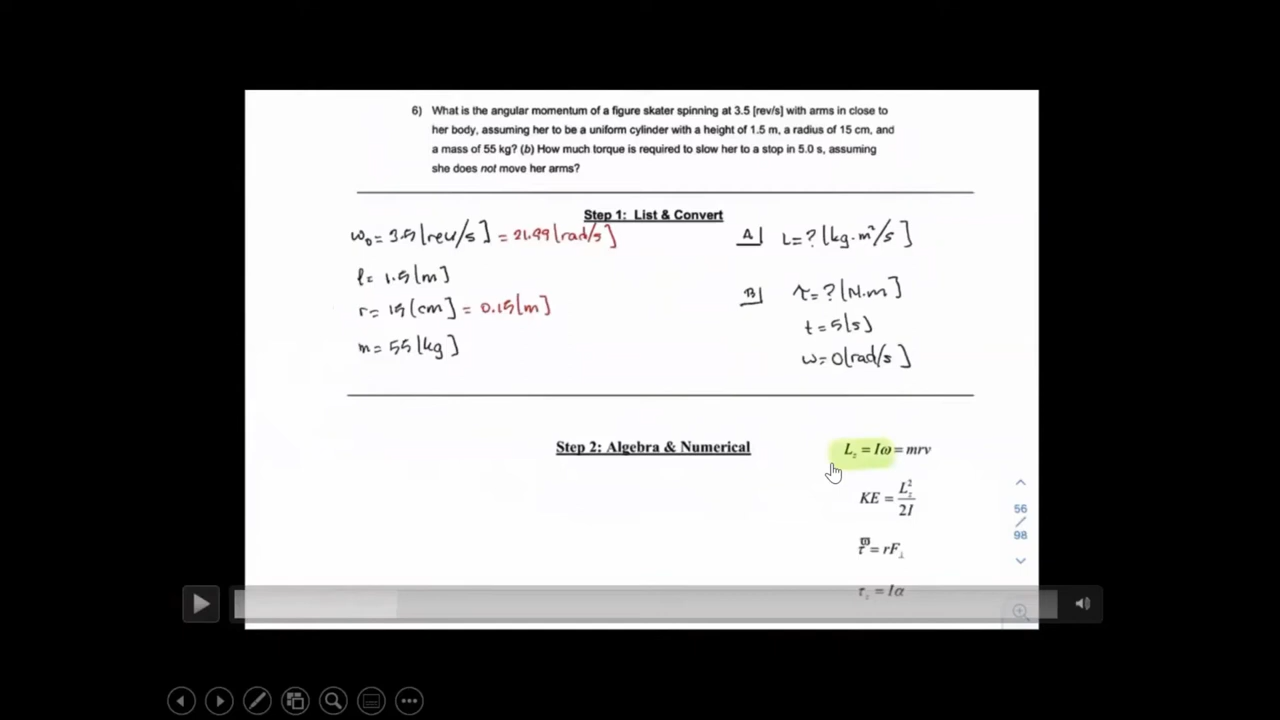 6) What is the angular momentum of a figure skater spinning at 3.5 [rev/s] with arms in close to
her body, assuming her to be a uniform cylinder with a height of 1.5 m, a radius of 15 cm, and
a mass of 55 kg? (b) How much torque is required to slow her to a stop in 5.0 s, assuming
she does not move her arms?
Step 1: List & Convert
ω₀ = 3.5 [rev/s] = 21.99 [rad/s]
l = 1.5 [m]
r = 15 [cm] = 0.15 [m]
m = 55 [kg]
A L = ? [kg·m²/s]
B τ = ? [N·m]
t = 5 [s]
ω = 0 [rad/s]
Step 2: Algebra & Numerical
L_z = Iω = mrv
KE = L_z² / 2I
τ = rF⊥
τ_z = Iα
56
/
98